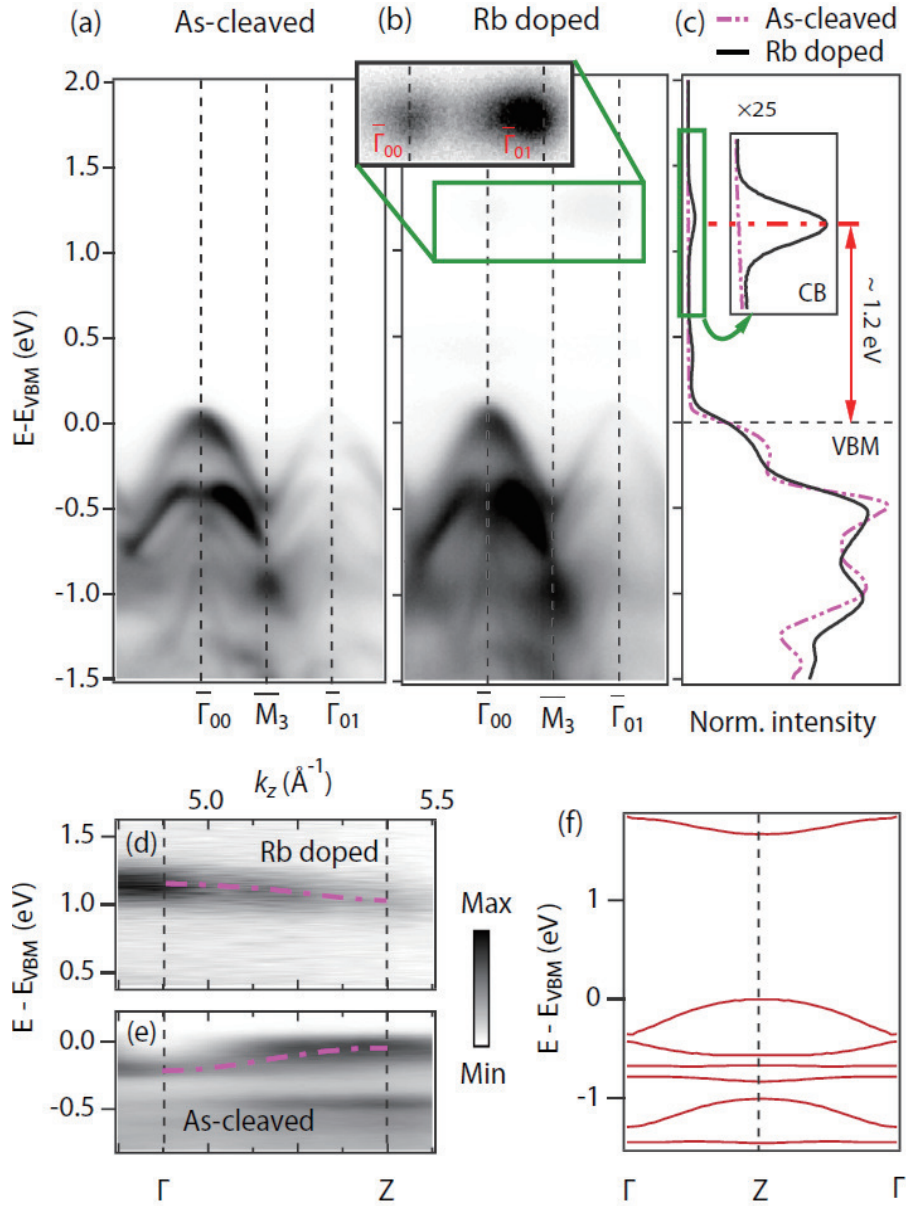 (a) As-cleaved
(b) Rb doped
(c) As-cleaved
Rb doped
2.0
1.5
1.0
0.5
0.0
-0.5
-1.0
-1.5
E-E_VBM (eV)
Γ̅₀₀
Γ̅₀₁
×25
CB
~ 1.2 eV
VBM
Γ̅₀₀ M̅₃ Γ̅₀₁
Γ̅₀₀ M̅₃ Γ̅₀₁
Norm. intensity
k_z (Å⁻¹)
5.0 5.5
1.5
1.0
0.5
(d) Rb doped
E - E_VBM (eV)
0.0
-0.5
(e)
As-cleaved
Γ Z
Max
Min
(f)
1
0
-1
E - E_VBM (eV)
Γ Z Γ